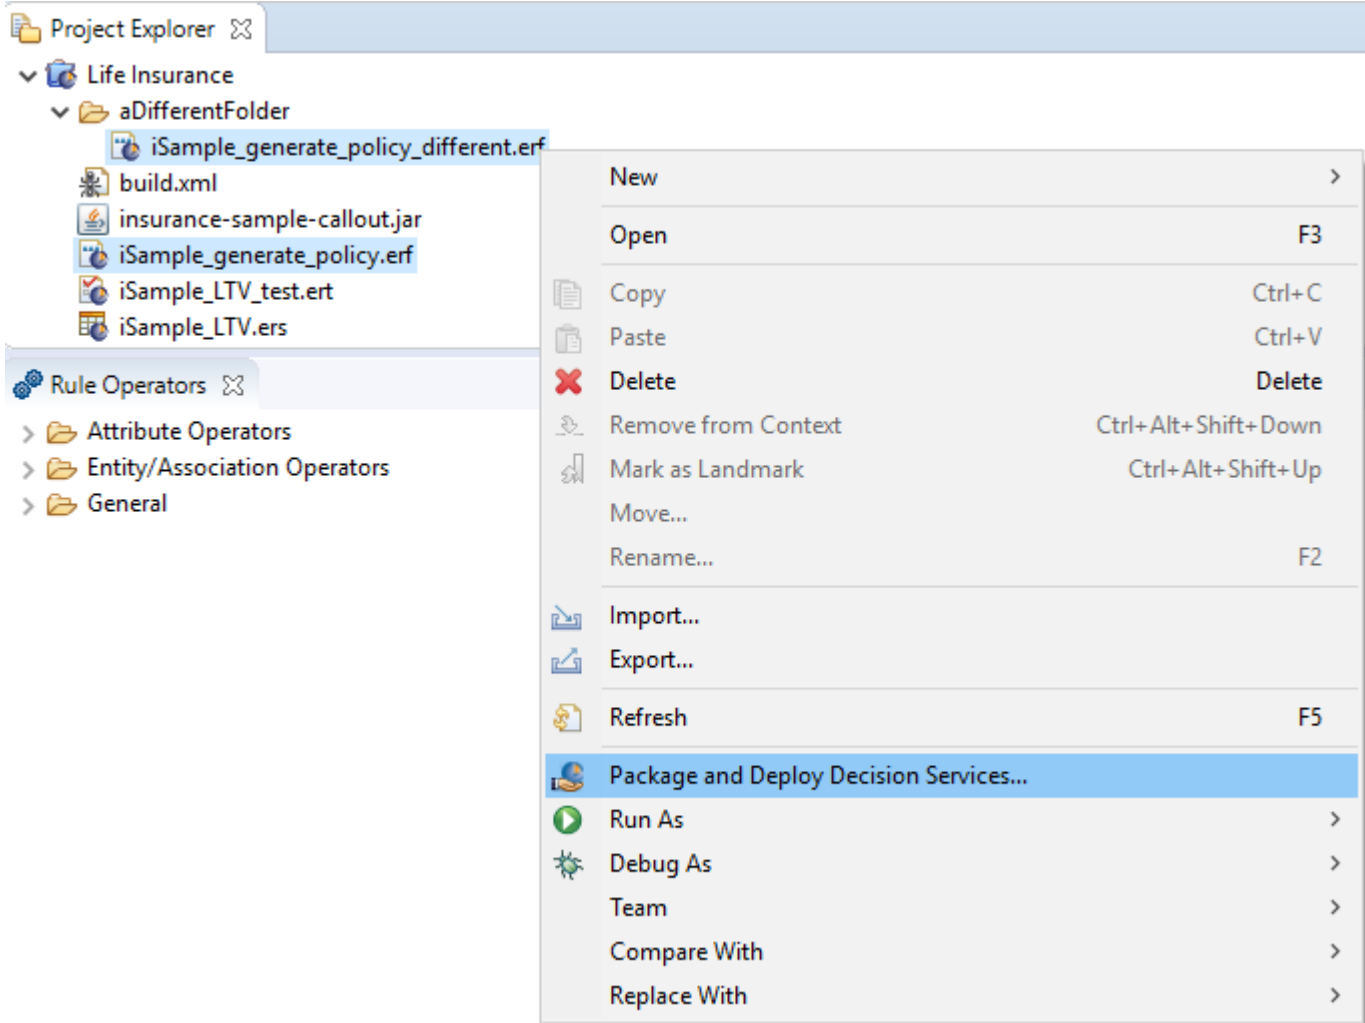 Project Explorer
Life Insurance
aDifferentFolder
iSample_generate_policy_different.erf
build.xml
insurance-sample-callout.jar
iSample_generate_policy.erf
iSample_LTV_test.ert
iSample_LTV.ers
Rule Operators
Attribute Operators
Entity/Association Operators
General
New
Open F3
Copy Ctrl+C
Paste Ctrl+V
Delete Delete
Remove from Context Ctrl+Alt+Shift+Down
Mark as Landmark Ctrl+Alt+Shift+Up
Move...
Rename... F2
Import...
Export...
Refresh F5
Package and Deploy Decision Services...
Run As
Debug As
Team
Compare With
Replace With